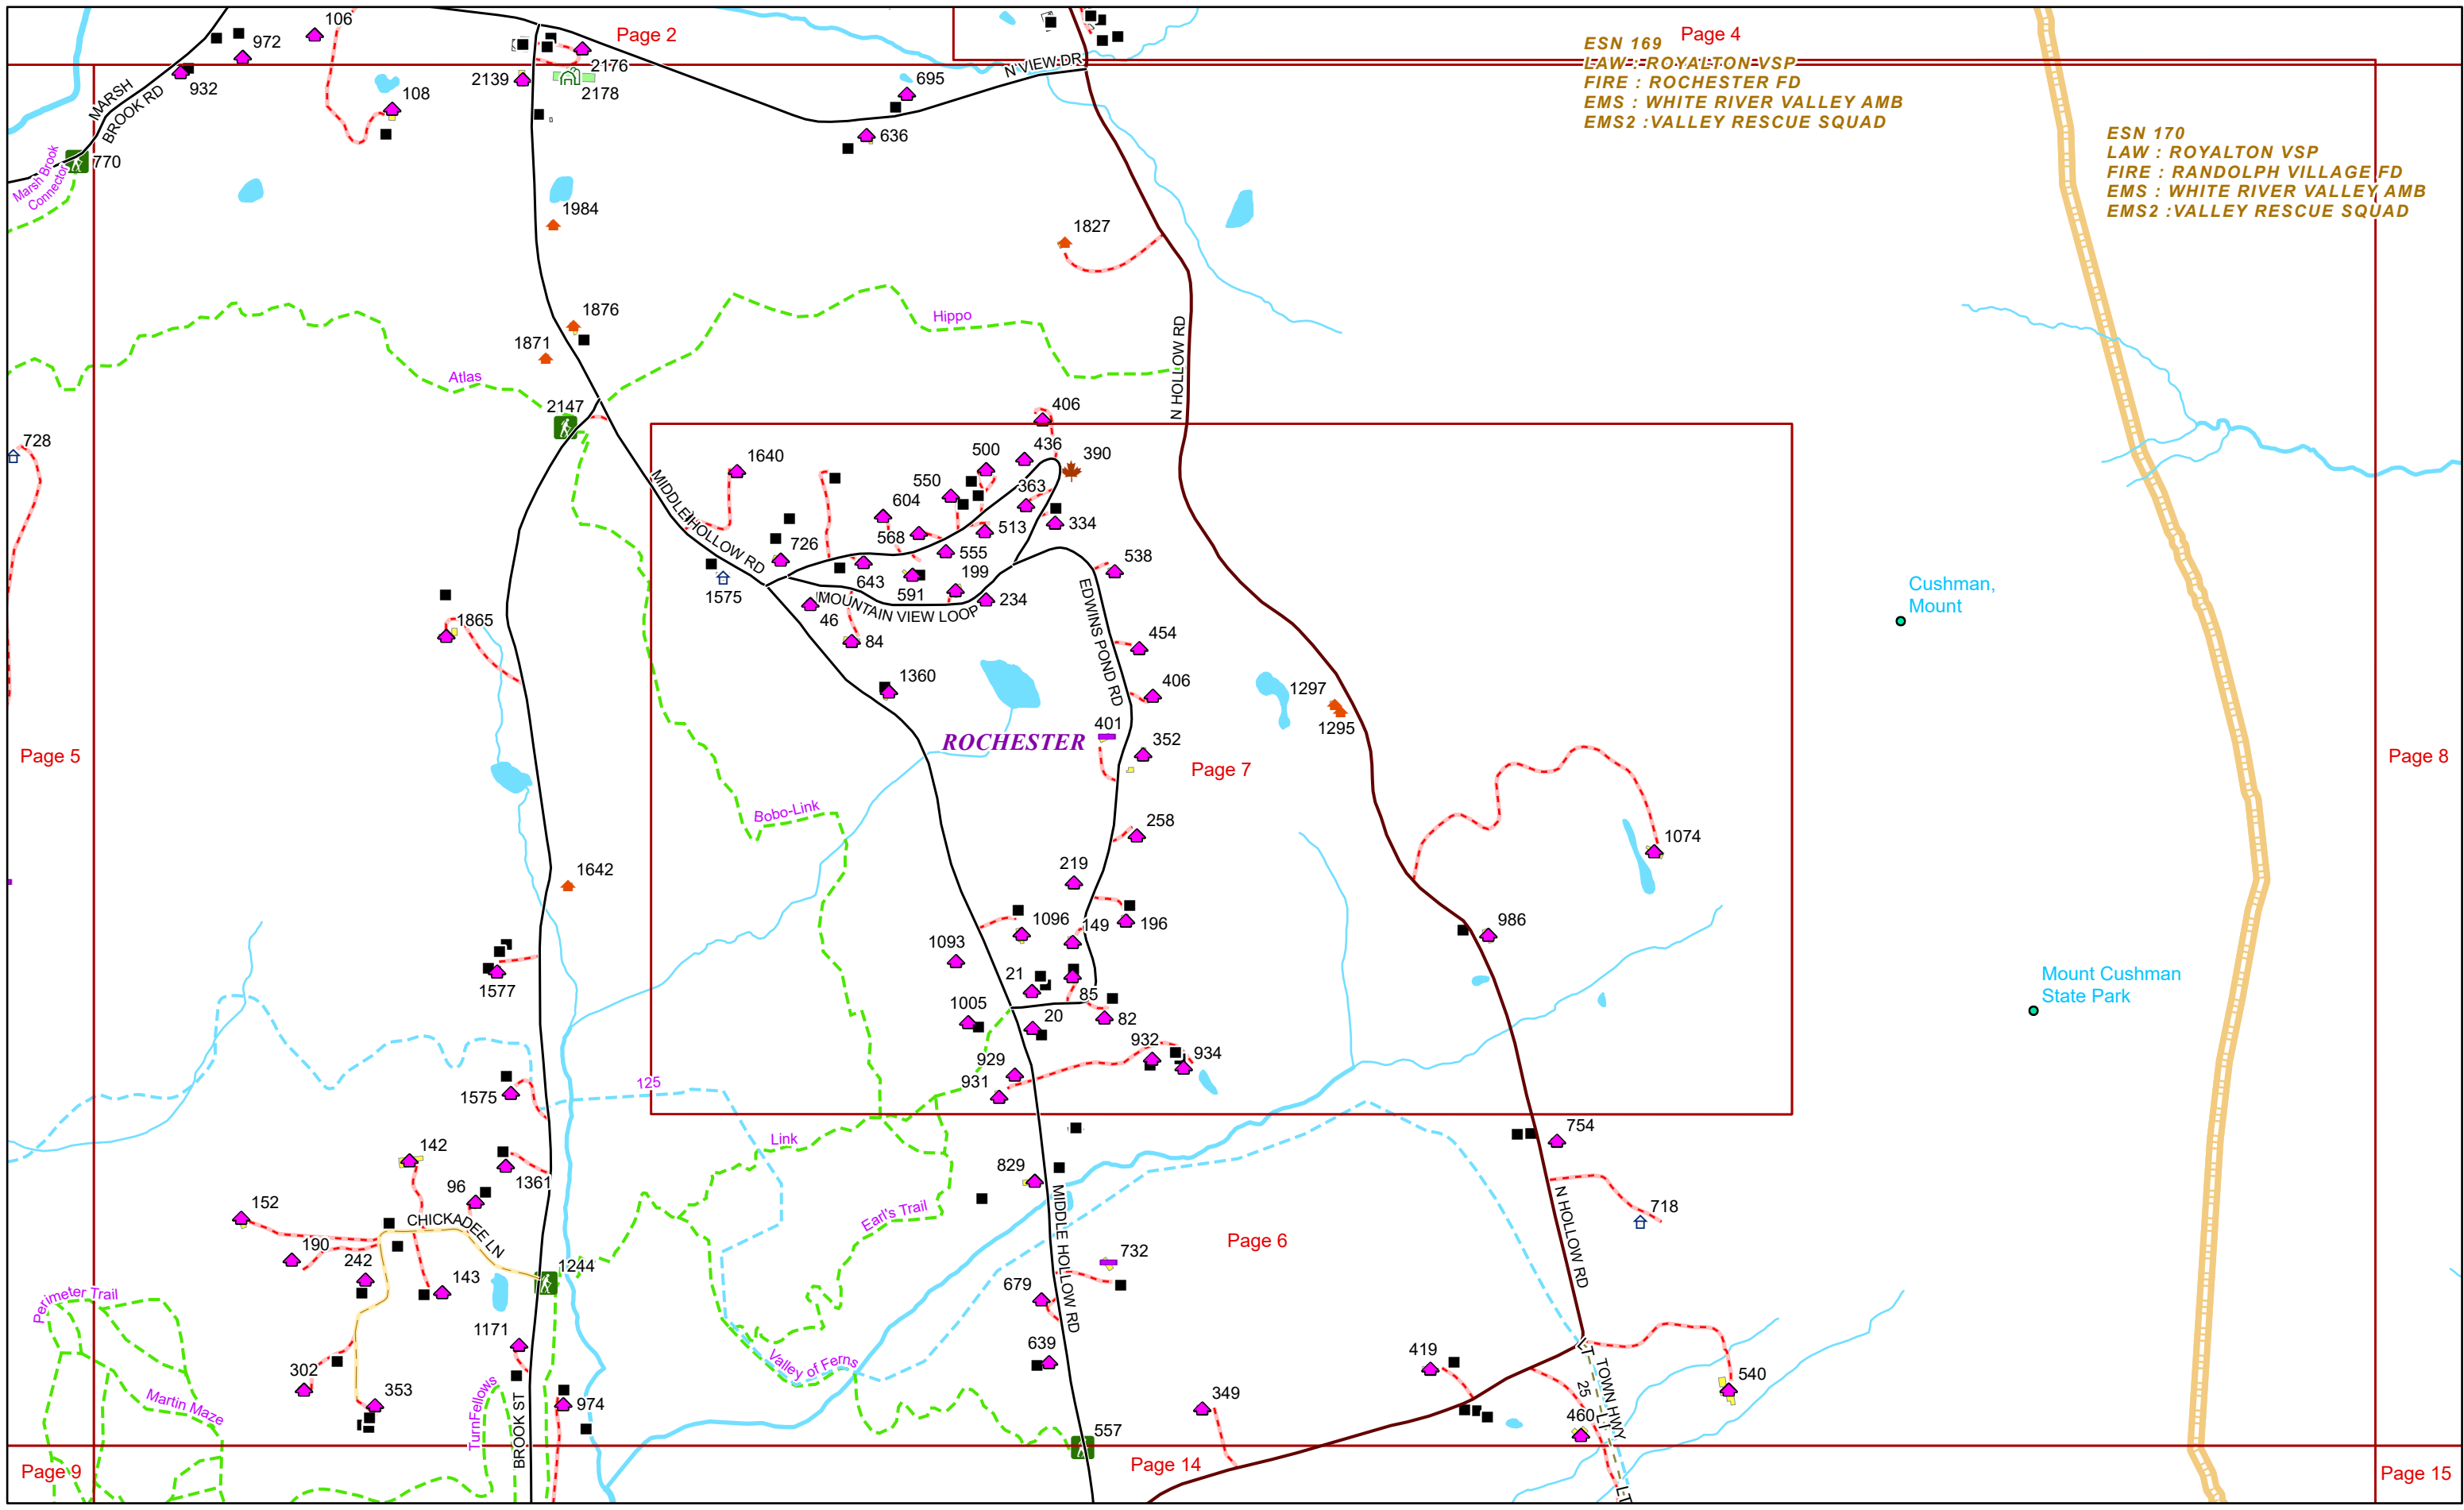 106
Page 2
Page 4
972
ESN 169
LAW : ROYALTON VSP
FIRE : ROCHESTER FD
EMS : WHITE RIVER VALLEY AMB
EMS2 :VALLEY RESCUE SQUAD
N VIEW DR
2176
2139
2178
695
932
MARSH
BROOK RD
108
636
770
Marsh Brook
Connector
ESN 170
LAW : ROYALTON VSP
FIRE : RANDOLPH VILLAGE FD
EMS : WHITE RIVER VALLEY AMB
EMS2 :VALLEY RESCUE SQUAD
1984
1827
1876
Hippo
1871
N HOLLOW RD
Atlas
2147
406
728
436
390
1640
500
550
363
604
MIDDLE HOLLOW RD
334
513
568
726
555
538
199
643
591
1575
234
MOUNTAIN VIEW LOOP
46
84
EDWINS POND RD
Cushman,
Mount
1865
454
1360
406
1297
401
1295
ROCHESTER
352
Page 5
Page 7
Page 8
Bobo-Link
258
1074
219
1642
1096
149
196
986
1093
21
Mount Cushman
State Park
1577
85
1005
20
82
932
934
929
931
125
1575
754
Link
142
829
1361
96
152
CHICKADEE LN
MIDDLE HOLLOW RD
Earl's Trail
N HOLLOW RD
718
190
242
Page 6
732
143
1244
679
Perimeter Trail
1171
639
Valley of Ferns
419
LT
TOWN HWY
25
LT
540
302
353
Martin Maze
TurnFellows
BROOK ST
974
349
460
557
Page 9
Page 14
Page 15
LT